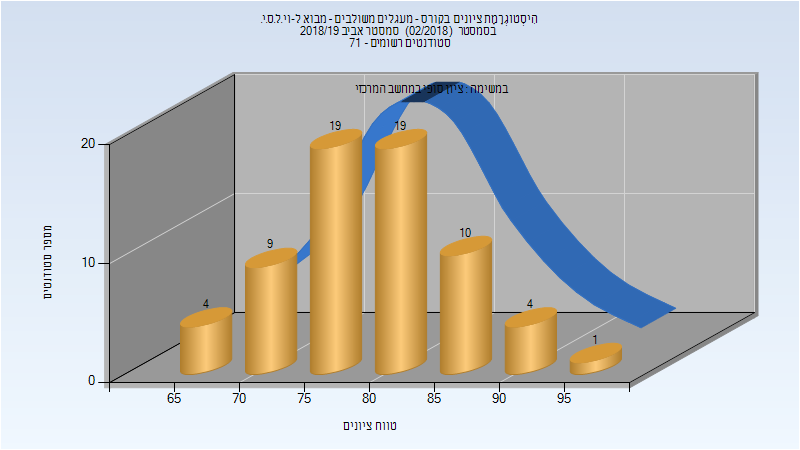 היסטוגרמת ציונים בקורס - מעגלים משולבים - מבוא ל-וי.ל.ס.י.
בסמסטר (02/2018) סמסטר אביב 2018/19
סטודנטים רשומים - 71
במשימה: ציון סופי במחשב המרכזי
מספר סטודנטים
20
10
0
4
9
19
19
10
4
1
65
70
75
80
85
90
95
טווח ציונים